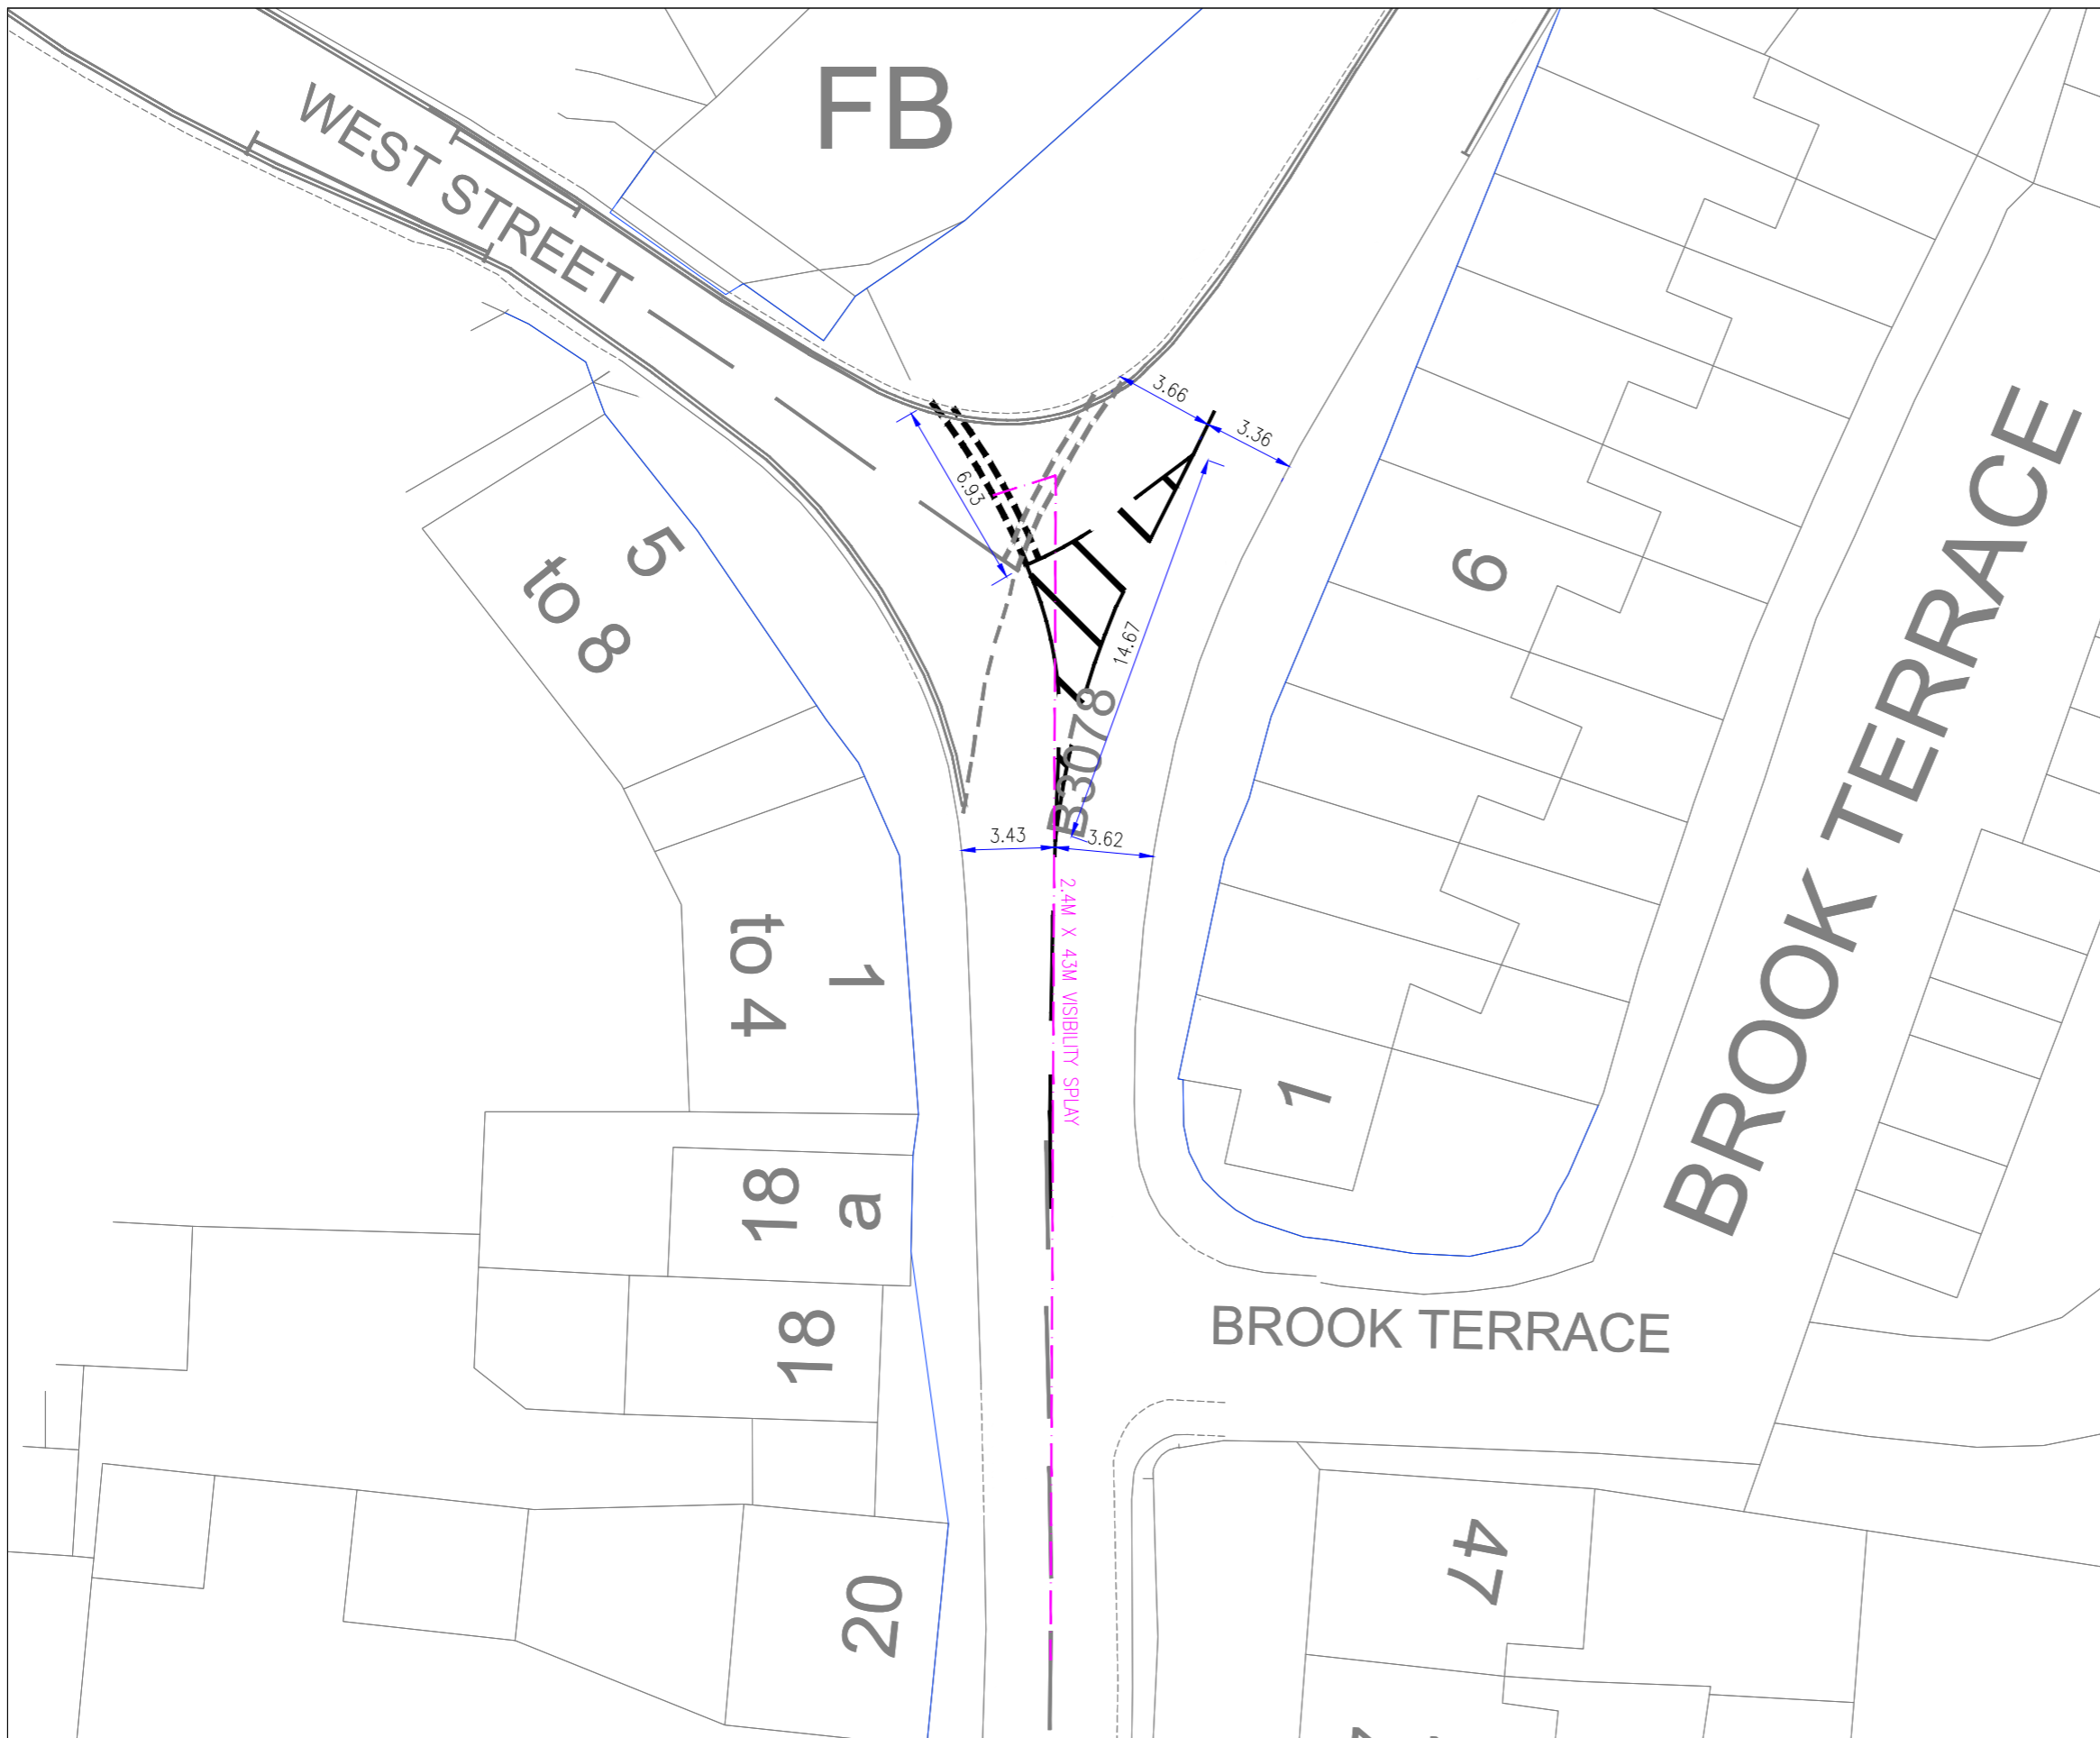 FB
WEST STREET
3.66
3.36
6.93
5
to 8
6
14.67
B3078
BROOK TERRACE
3.43
3.62
2.4M X 43M VISIBILITY SPLAY
1
to 4
1
18
a
18
BROOK TERRACE
47
20